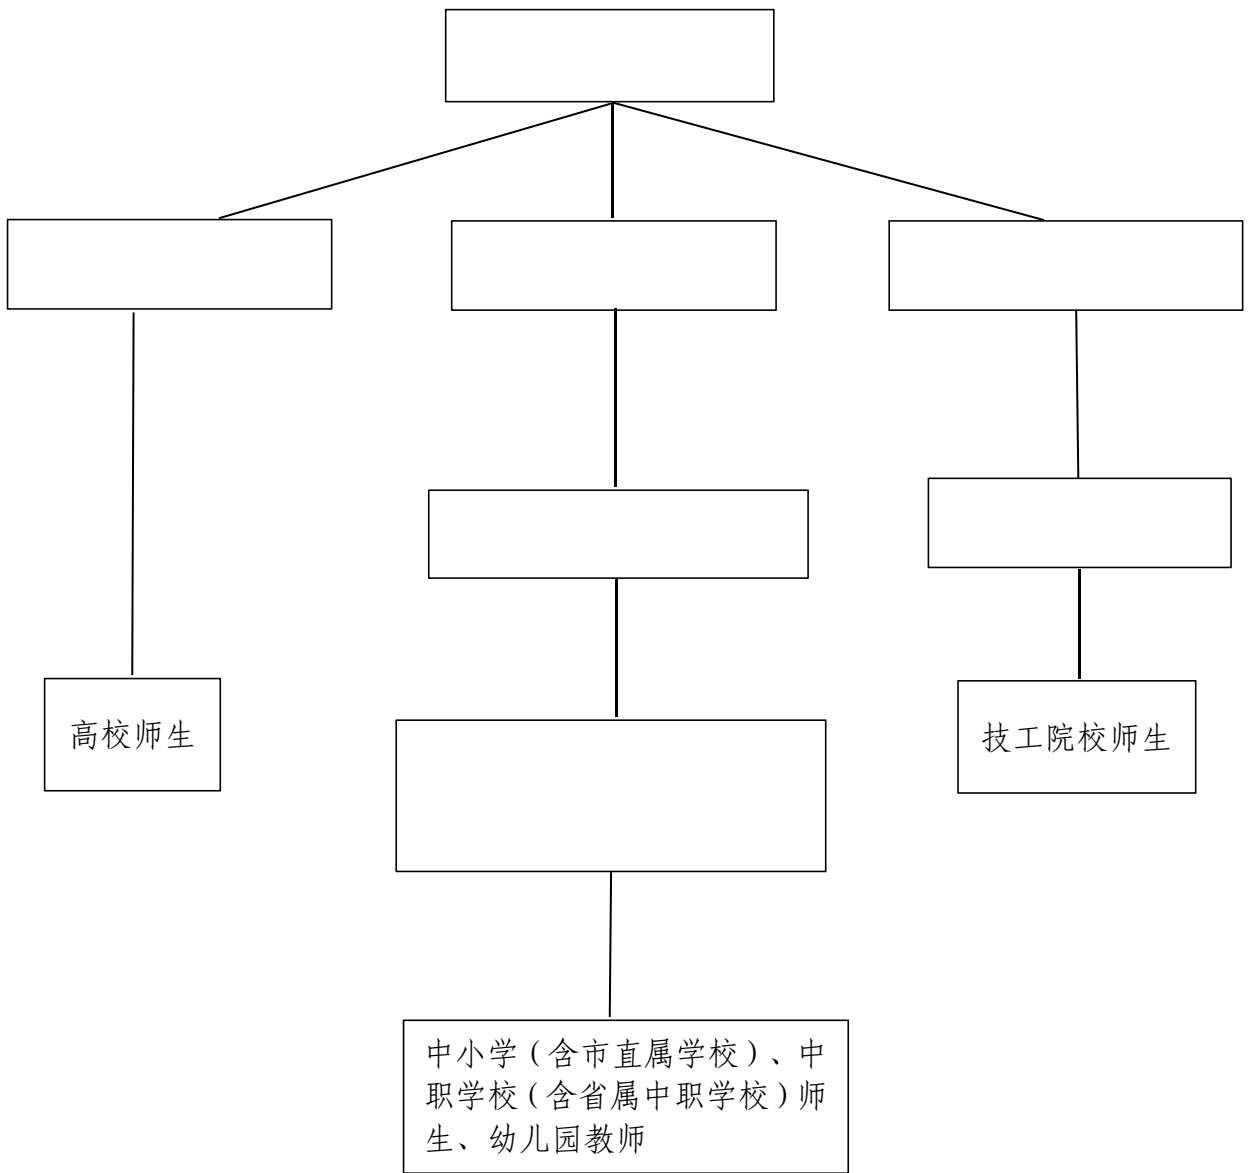 高校师生
技工院校师生
中小学（含市直属学校）、中
职学校（含省属中职学校）师
生、幼儿园教师